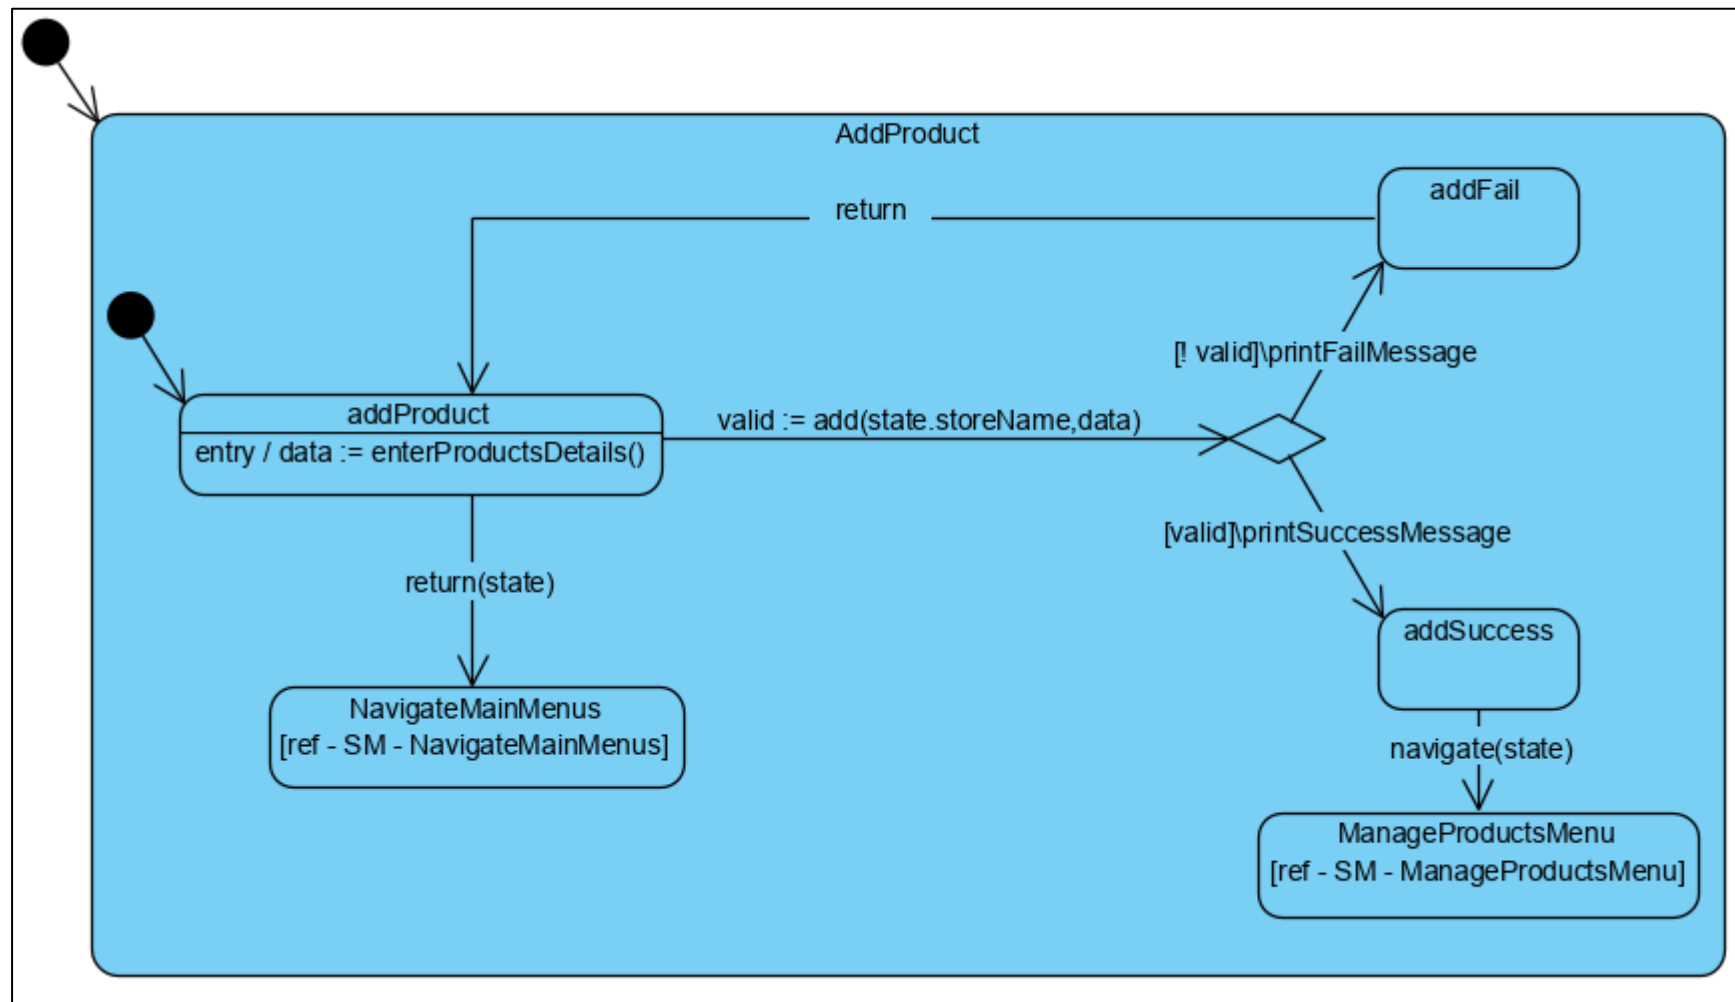 AddProduct
addFail
return
[! valid]\printFailMessage
addProduct
entry / data := enterProductsDetails()
valid := add(state.storeName,data)
[valid]\printSuccessMessage
return(state)
addSuccess
NavigateMainMenus
[ref - SM - NavigateMainMenus]
navigate(state)
ManageProductsMenu
[ref - SM - ManageProductsMenu]